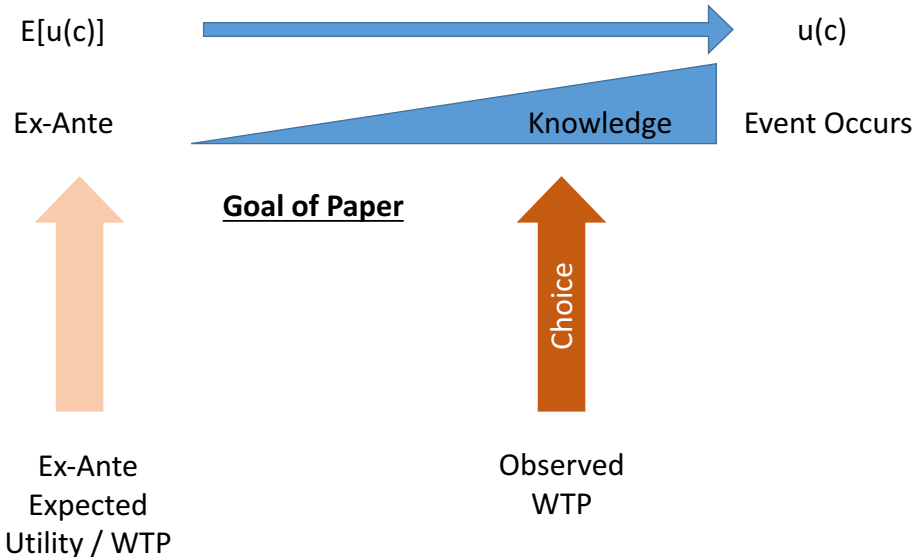 E[u(c)]
u(c)
Ex-Ante
Knowledge
Event Occurs
Goal of Paper
Choice
Ex-Ante
Expected
Utility / WTP
Observed
WTP